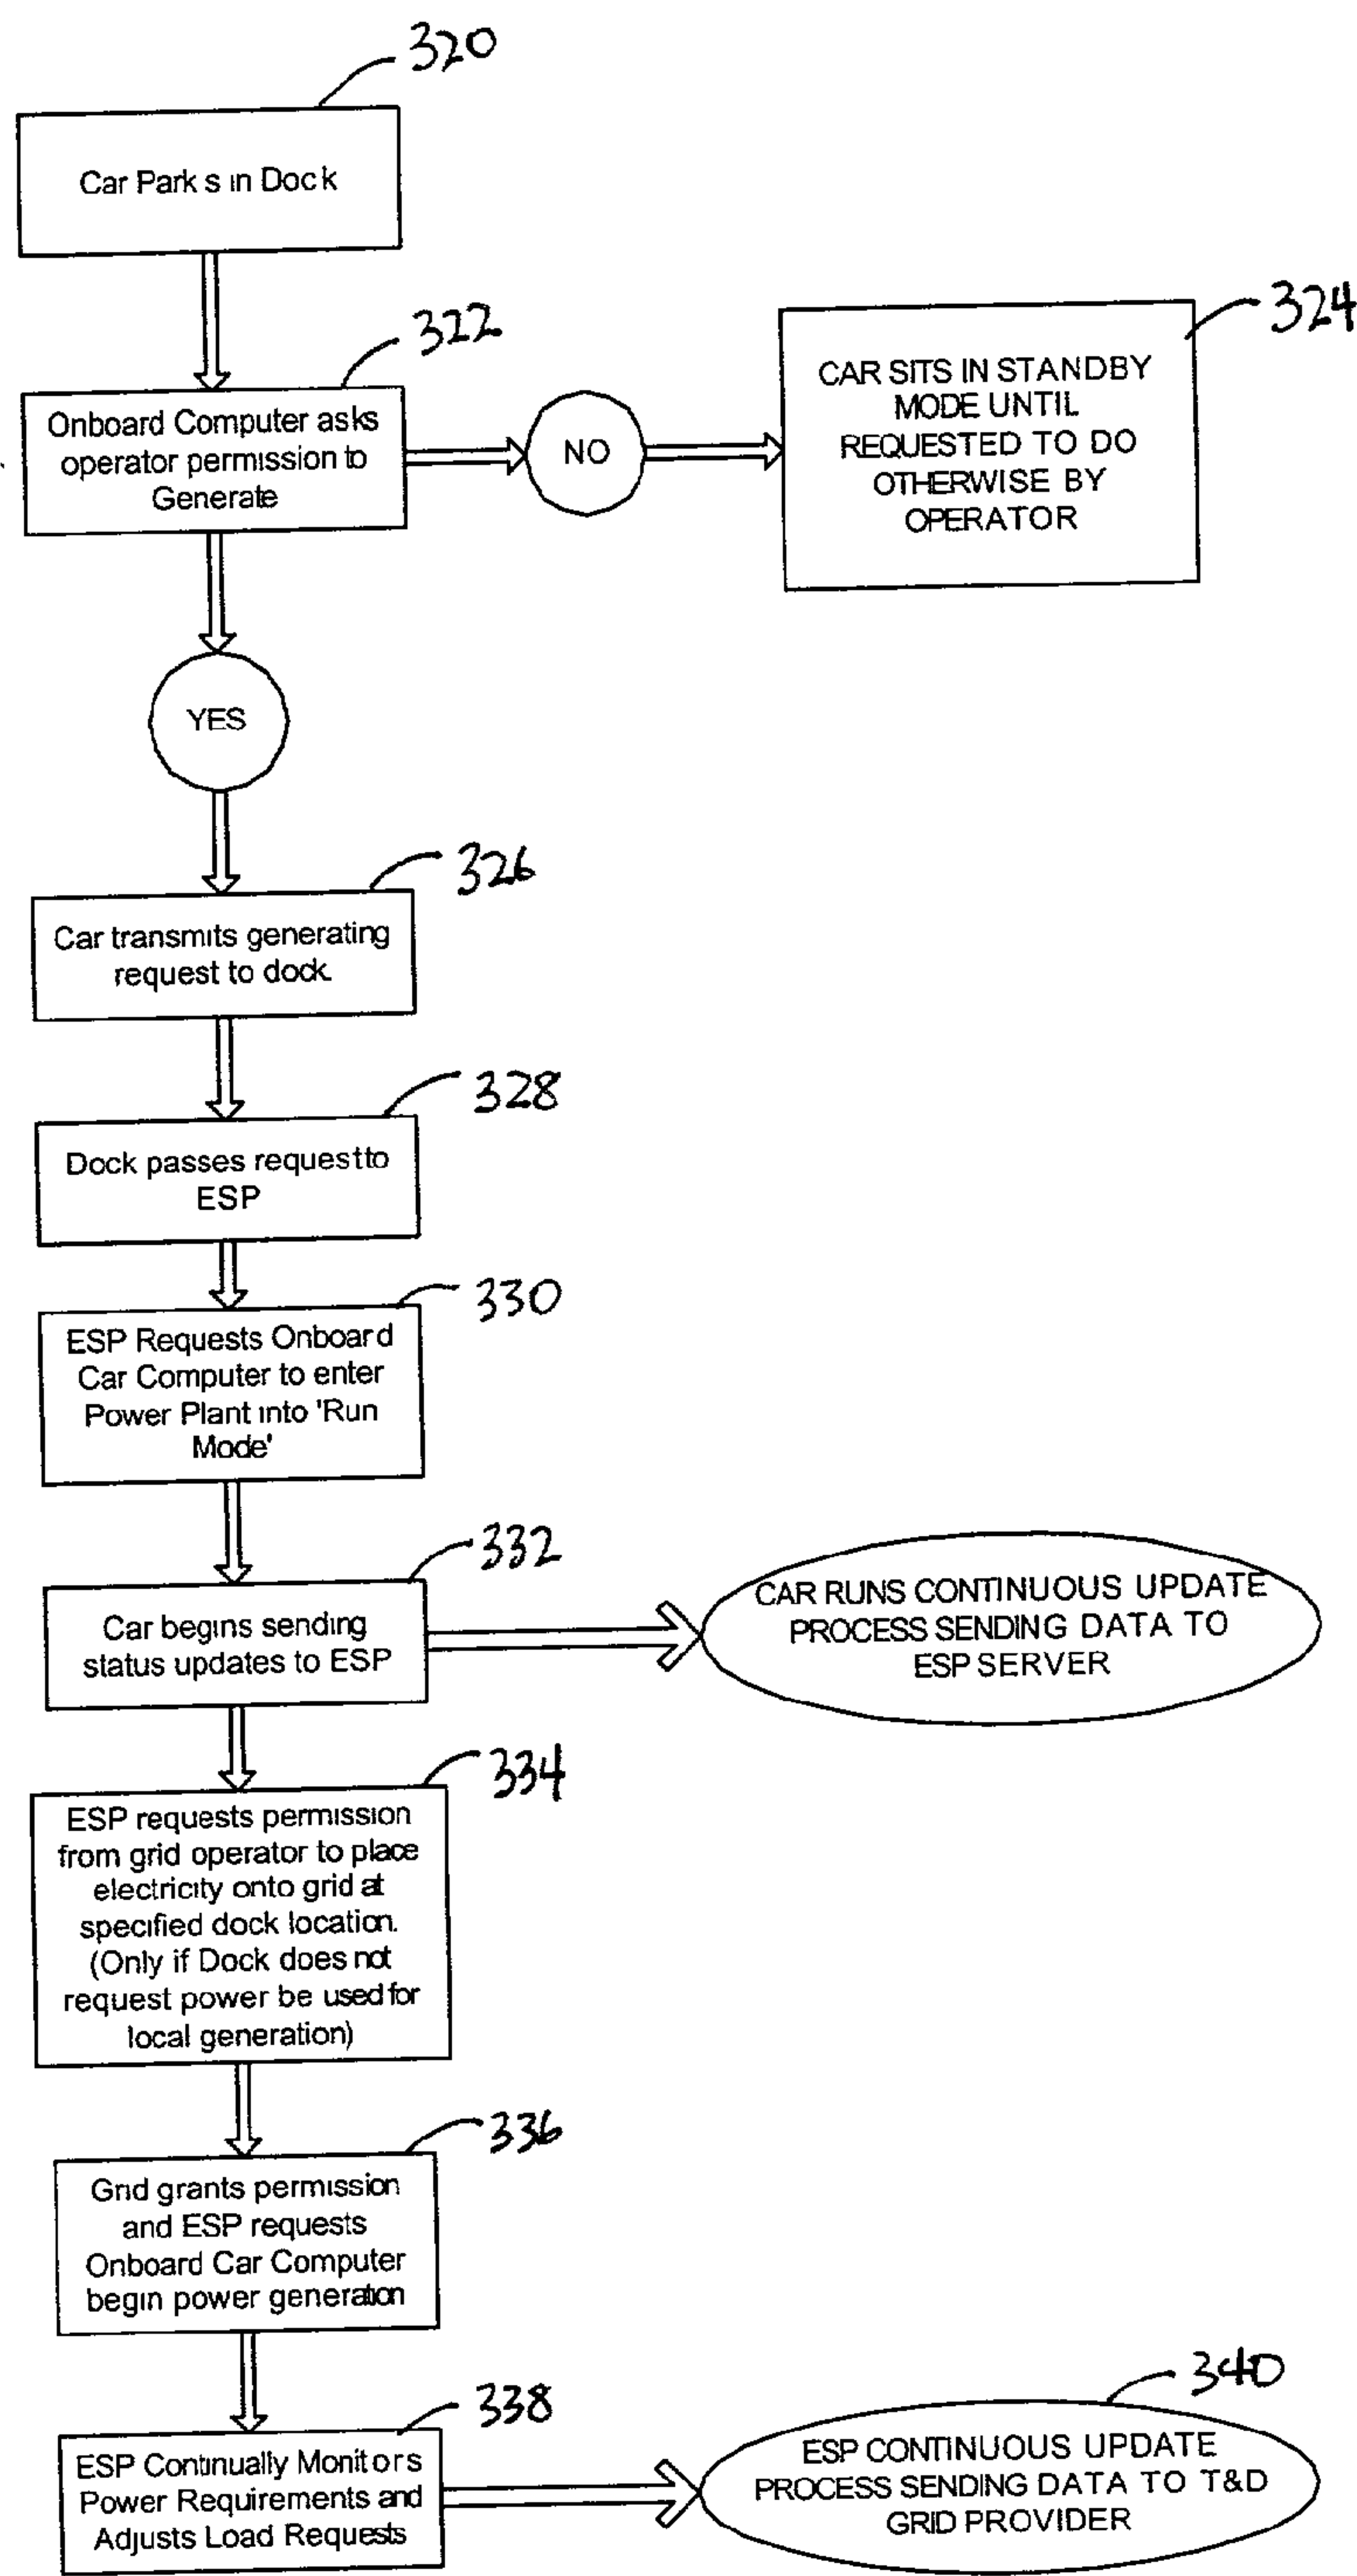 320
Car Parks in Dock
322
324
Onboard Computer asks
operator permission to
Generate
NO
CAR SITS IN STANDBY
MODE UNTIL
REQUESTED TO DO
OTHERWISE BY
OPERATOR
YES
326
Car transmits generating
request to dock.
328
Dock passes request to
ESP
330
ESP Requests Onboard
Car Computer to enter
Power Plant into 'Run
Mode'
332
Car begins sending
status updates to ESP
CAR RUNS CONTINUOUS UPDATE
PROCESS SENDING DATA TO
ESP SERVER
334
ESP requests permission
from grid operator to place
electricity onto grid at
specified dock location.
(Only if Dock does not
request power be used for
local generation)
336
Grid grants permission
and ESP requests
Onboard Car Computer
begin power generation
338
340
ESP Continually Monitors
Power Requirements and
Adjusts Load Requests
ESP CONTINUOUS UPDATE
PROCESS SENDING DATA TO T&D
GRID PROVIDER